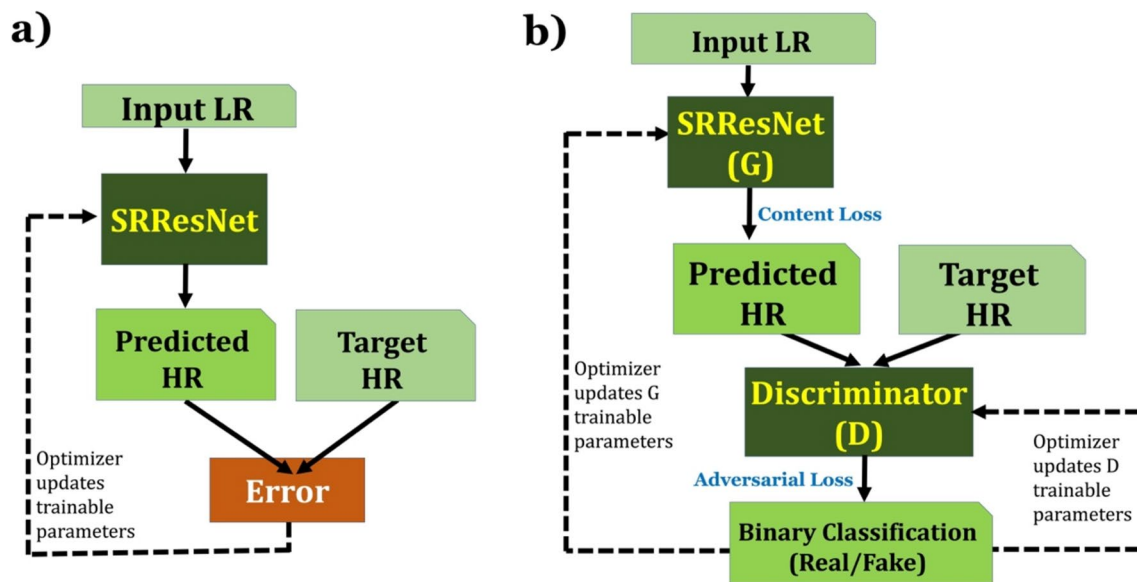 a)
Input LR
SRResNet
Predicted
HR
Target
HR
Optimizer
updates
trainable
parameters
Error
b)
Input LR
SRResNet
(G)
Content Loss
Predicted
HR
Target
HR
Optimizer
updates G
trainable
parameters
Discriminator
(D)
Optimizer
updates D
trainable
parameters
Adversarial Loss
Binary Classification
(Real/Fake)